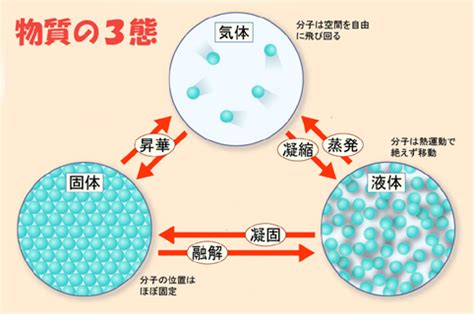 物質の3態
気体
分子は空間を自由
に飛び回る
昇華
凝縮
蒸発
分子は熱運動で
絶えず移動
固体
液体
凝固
融解
分子の位置は
ほぼ固定